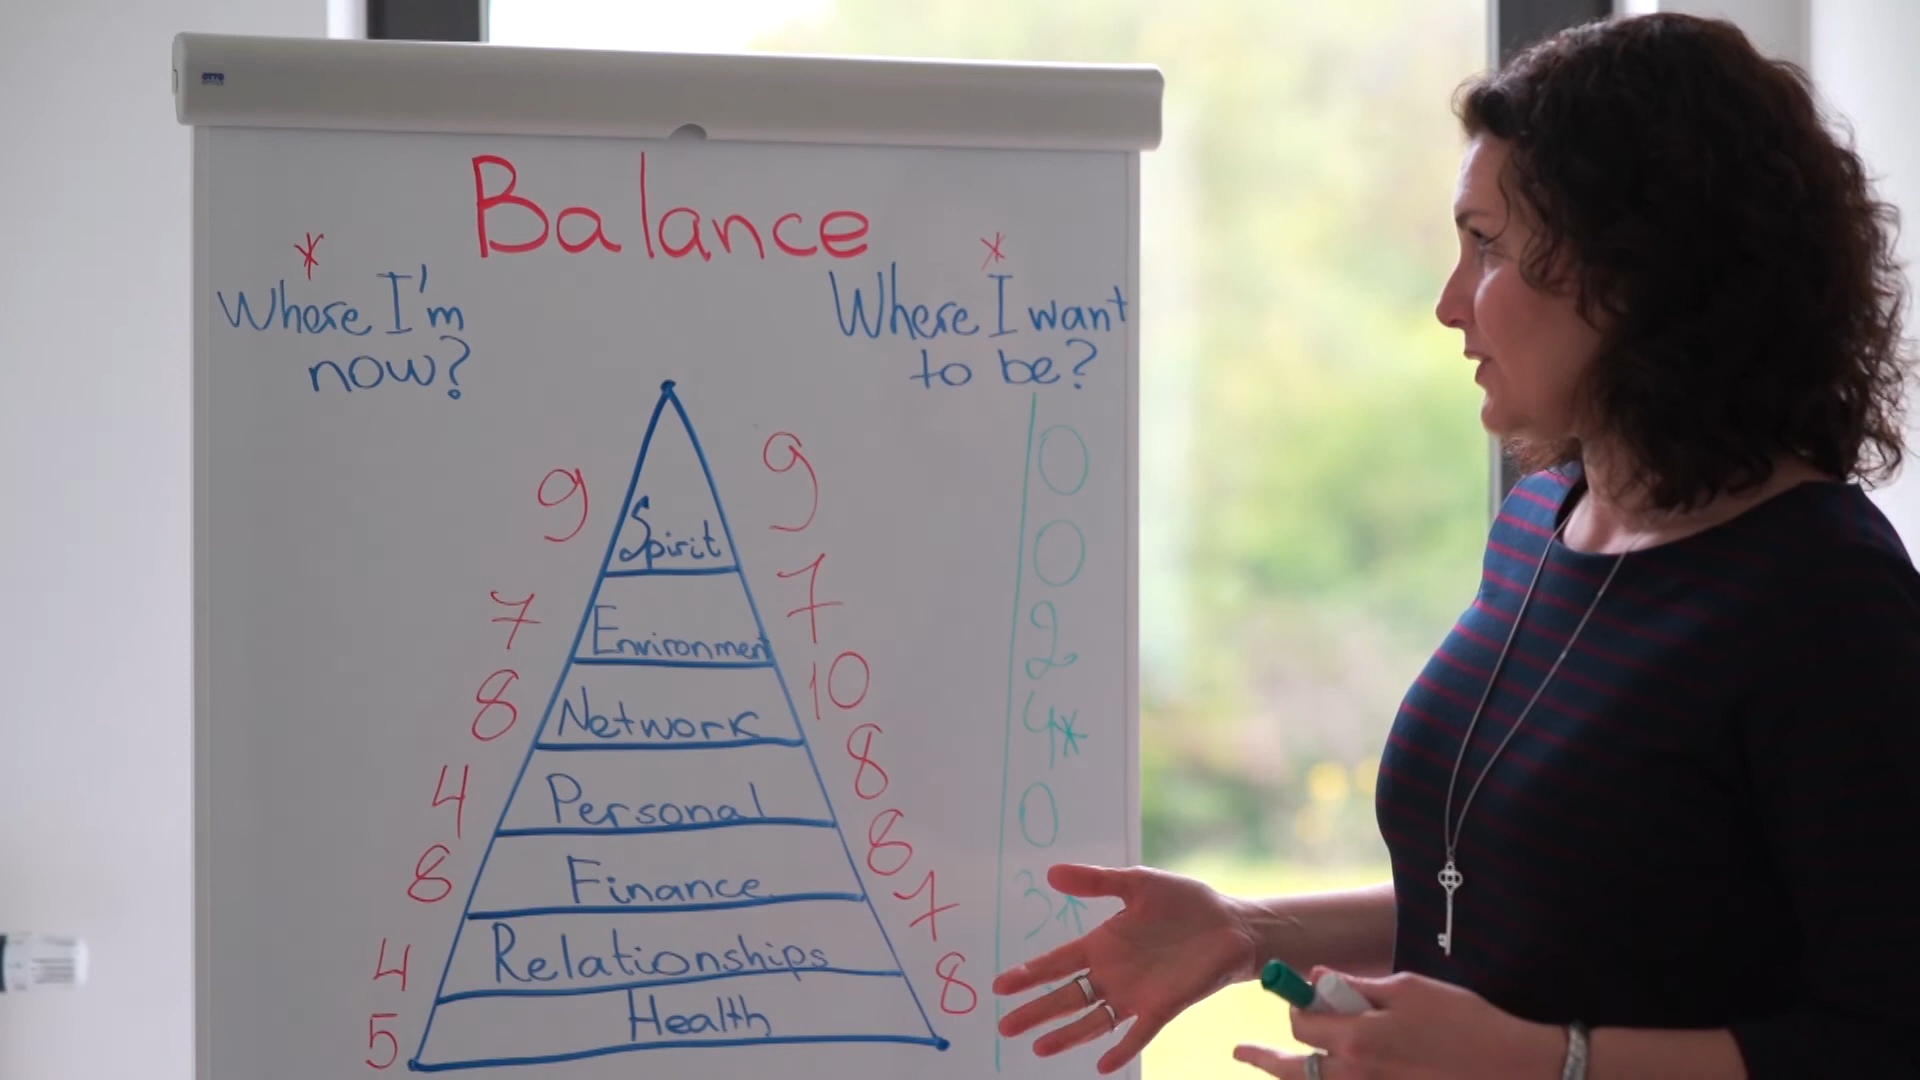 OTTO
Balance
* *
Where I'm
now?
Where I want
to be?
9 Spirit 9 0
7 Environment 7 0
8 Network 10 2
4 Personal 8 4*
8 Finance 8 0
4 Relationships 7 3↑
5 Health 8